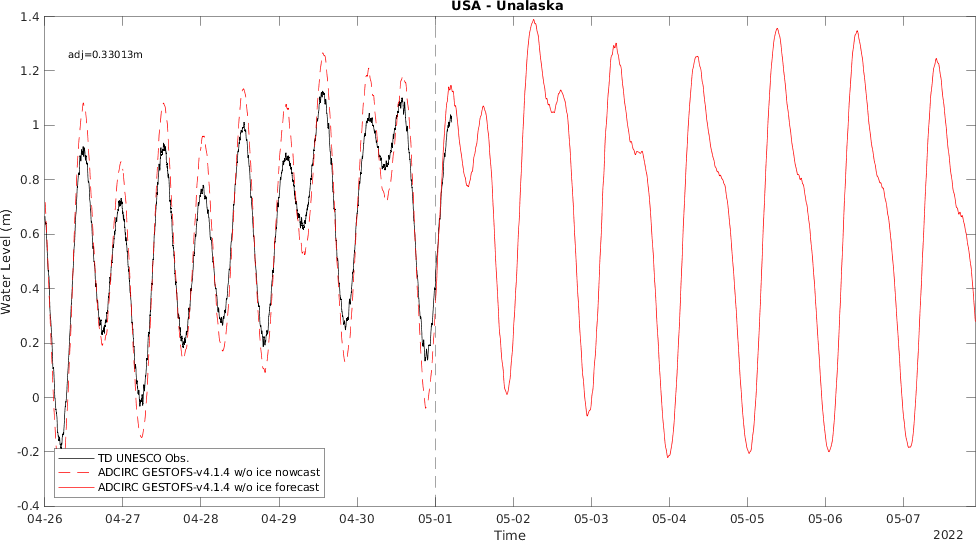 USA - Unalaska
adj=0.33013m
1.4
1.2
1
0.8
0.6
0.4
0.2
0
-0.2
-0.4
Water Level (m)
TD UNESCO Obs.
ADCIRC GESTOFS-v4.1.4 w/o ice nowcast
ADCIRC GESTOFS-v4.1.4 w/o ice forecast
04-26 04-27 04-28 04-29 04-30 05-01 05-02 05-03 05-04 05-05 05-06 05-07
Time
2022